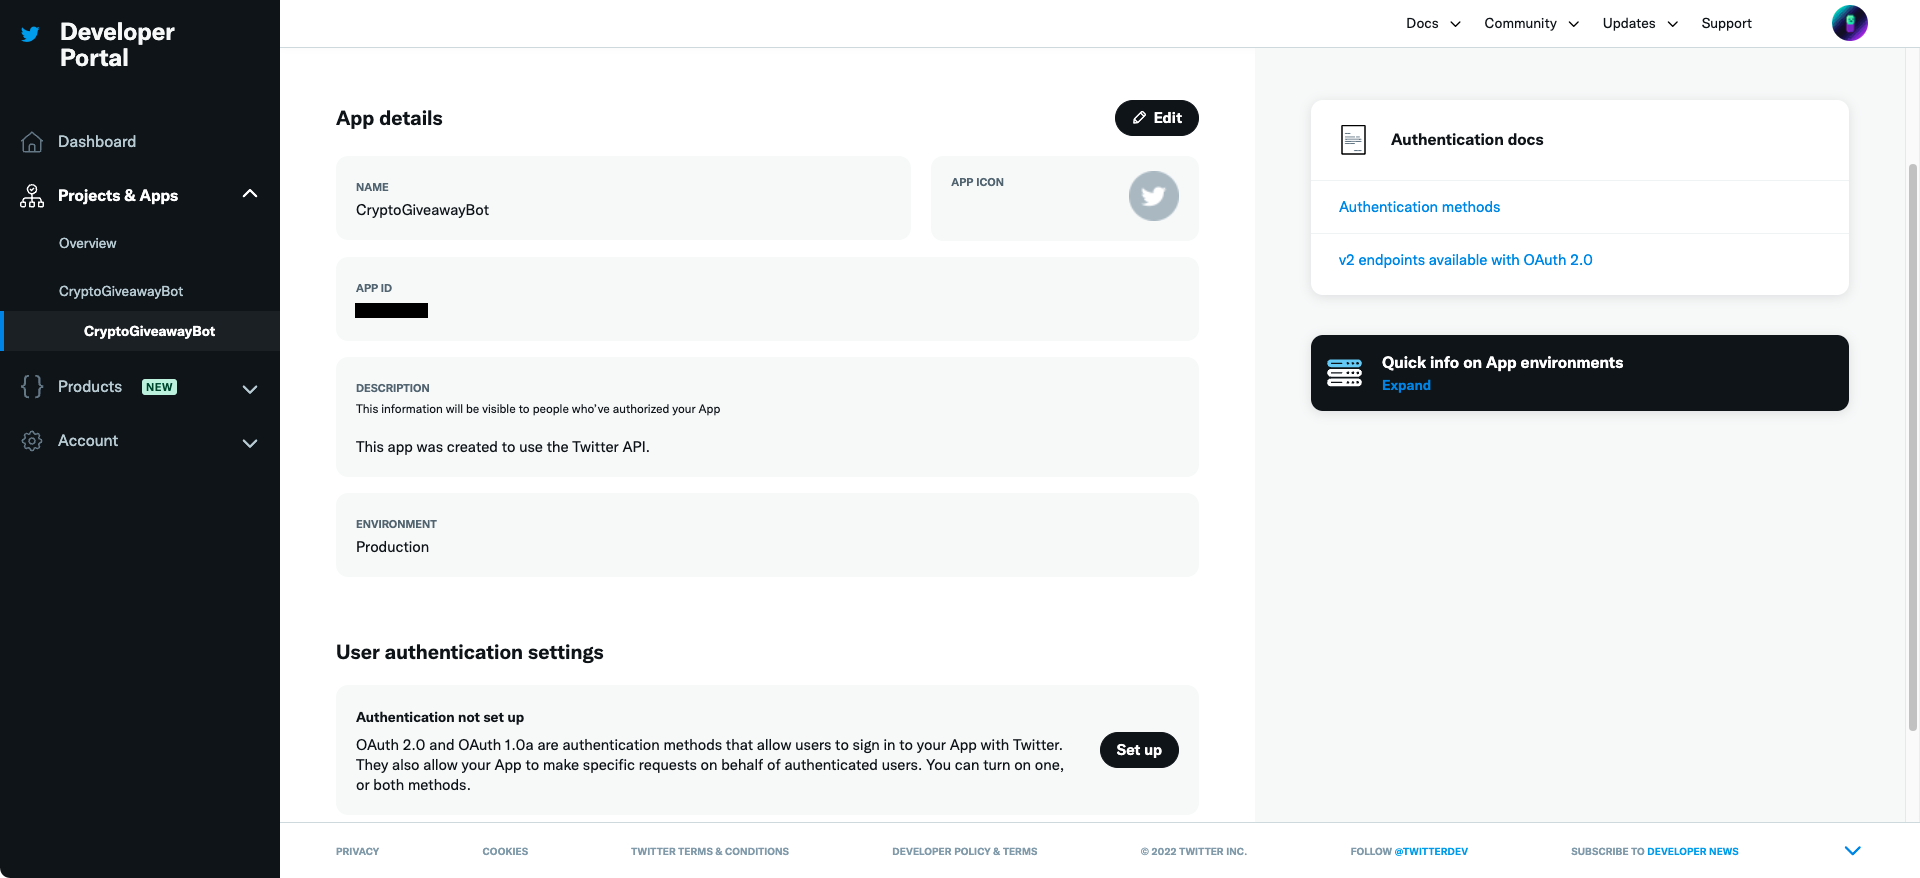 Developer
Portal
Docs
Community
Updates
Support
Dashboard
Projects & Apps
Overview
CryptoGiveawayBot
CryptoGiveawayBot
Products NEW
Account
App details
Edit
NAME
CryptoGiveawayBot
APP ICON
APP ID
DESCRIPTION
This information will be visible to people who've authorized your App
This app was created to use the Twitter API.
ENVIRONMENT
Production
User authentication settings
Authentication not set up
OAuth 2.0 and OAuth 1.0a are authentication methods that allow users to sign in to your App with Twitter.
They also allow your App to make specific requests on behalf of authenticated users. You can turn on one,
or both methods.
Set up
Authentication docs
Authentication methods
v2 endpoints available with OAuth 2.0
Quick info on App environments
Expand
PRIVACY
COOKIES
TWITTER TERMS & CONDITIONS
DEVELOPER POLICY & TERMS
© 2022 TWITTER INC.
FOLLOW @TWITTERDEV
SUBSCRIBE TO DEVELOPER NEWS